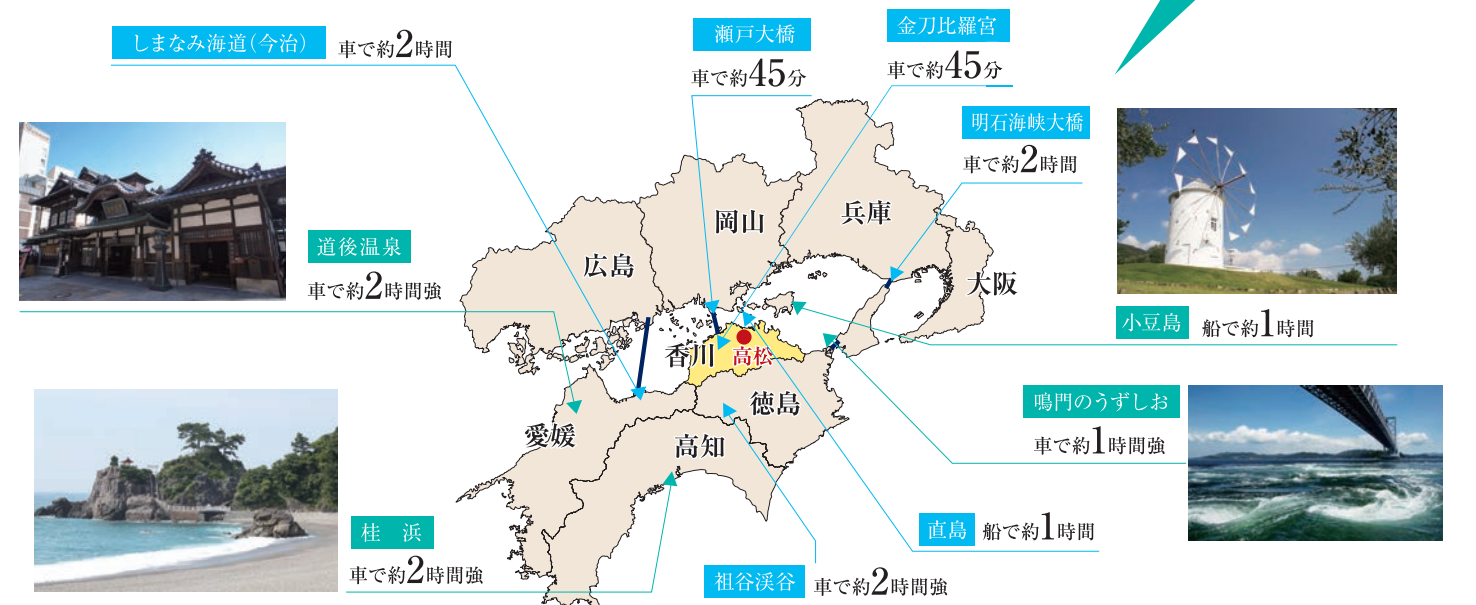 しまなみ海道（今治） 車で約2時間
瀬戸大橋
車で約45分
金刀比羅宮
車で約45分
明石海峡大橋
車で約2時間
道後温泉
車で約2時間強
小豆島 船で約1時間
鳴門のうずしお
車で約1時間強
桂　浜
車で約2時間強
直島 船で約1時間
祖谷渓谷 車で約2時間強
兵庫
岡山
広島
大阪
香川 高松
徳島
愛媛
高知